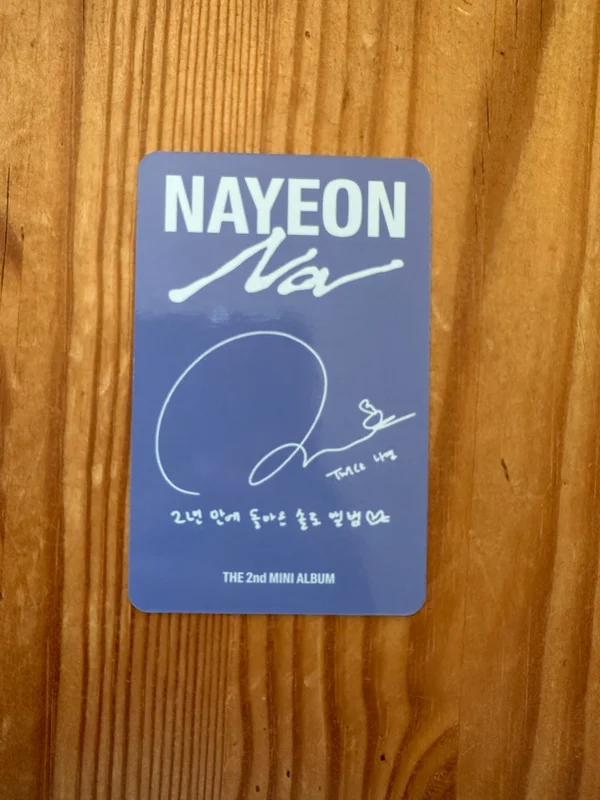 NAYEON
Na
TWICE 나연
2년 만에 돌아온 솔로 앨범
THE 2nd MINI ALBUM